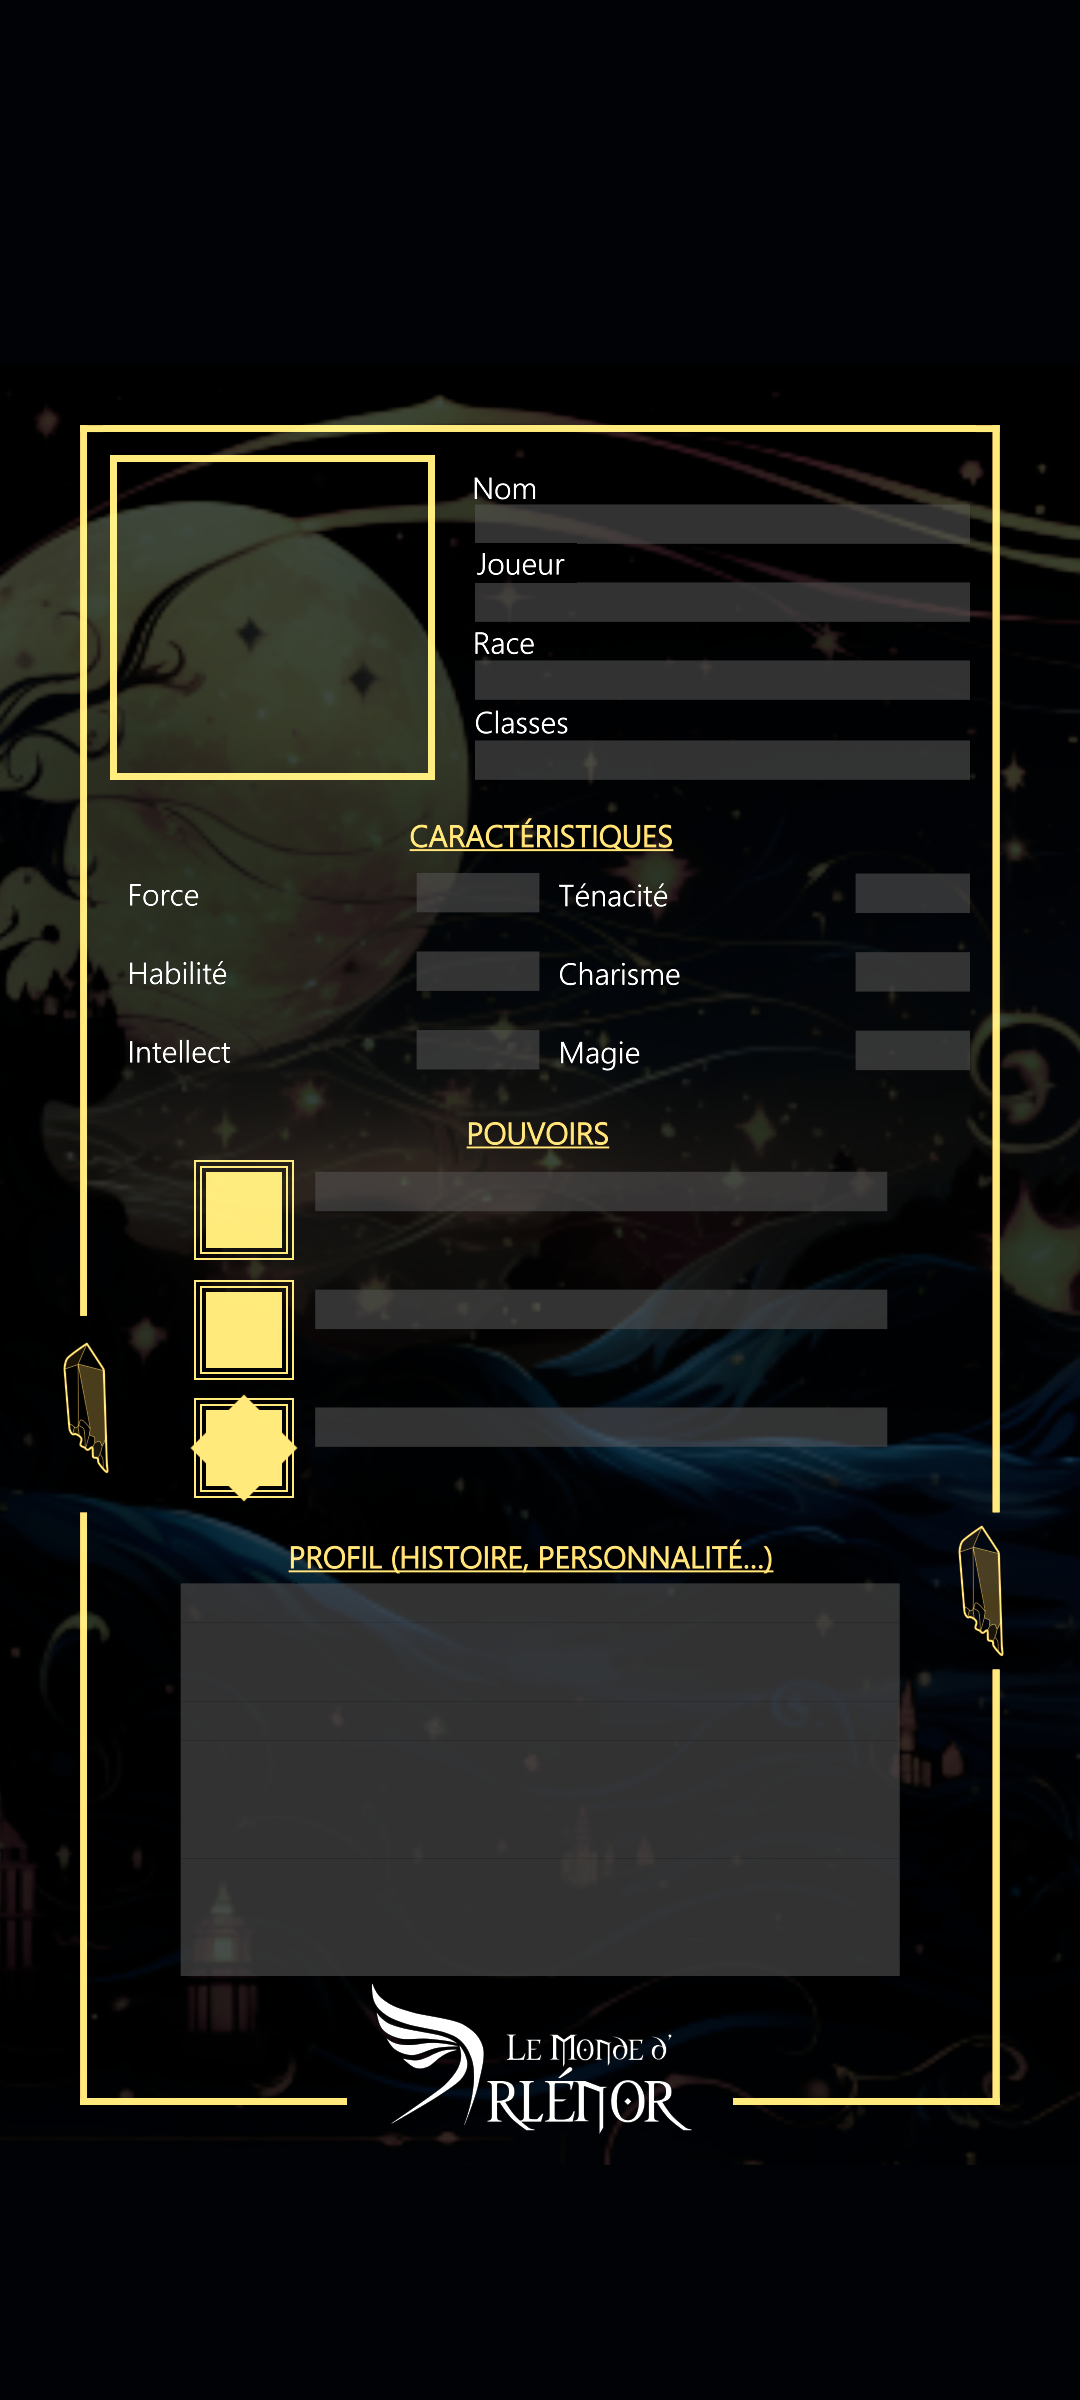 Nom
Joueur
Race
Classes
CARACTÉRISTIQUES
Force
Ténacité
Habilité
Charisme
Intellect
Magie
POUVOIRS
PROFIL (HISTOIRE, PERSONNALITÉ...)
LE MONDE D'
ARLÉNOR